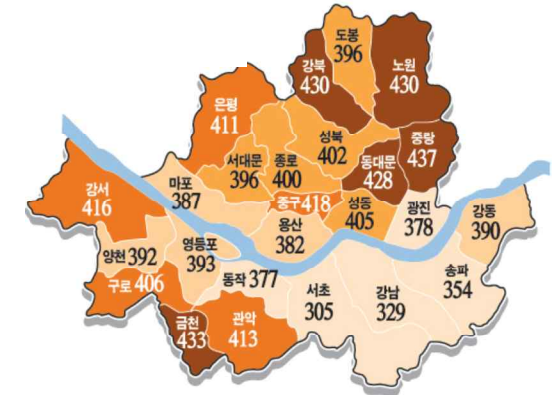 도봉
396
강북
430
노원
430
은평
411
성북
402
중랑
437
서대문
396
종로
400
동대문
428
강서
416
마포
387
중구 418
성동
405
광진
378
강동
390
용산
382
양천 392
영등포
393
동작 377
송파
354
구로 406
서초
305
강남
329
금천
433
관악
413